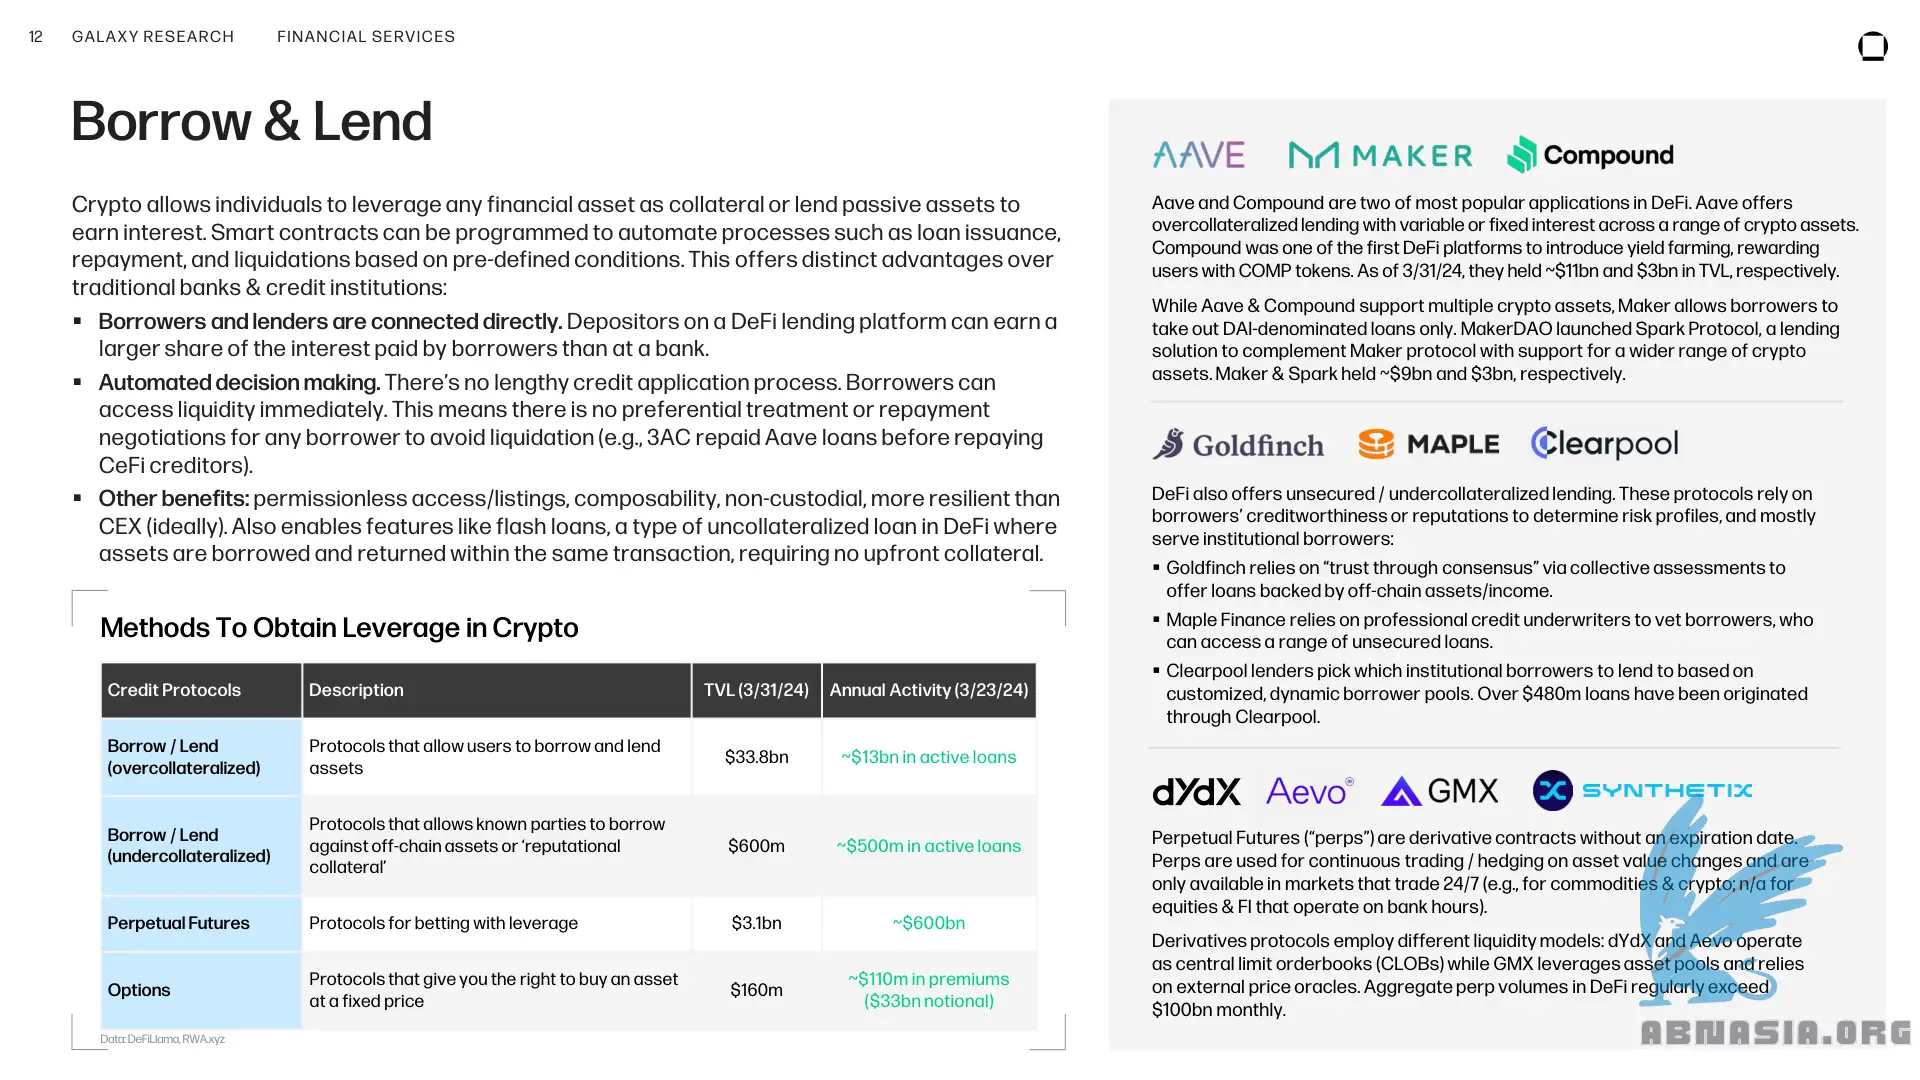 12 GALAXY RESEARCH FINANCIAL SERVICES
Borrow & Lend
Crypto allows individuals to leverage any financial asset as collateral or lend passive assets to
earn interest. Smart contracts can be programmed to automate processes such as loan issuance,
repayment, and liquidations based on pre-defined conditions. This offers distinct advantages over
traditional banks & credit institutions:
▪ Borrowers and lenders are connected directly. Depositors on a DeFi lending platform can earn a
larger share of the interest paid by borrowers than at a bank.
▪ Automated decision making. There's no lengthy credit application process. Borrowers can
access liquidity immediately. This means there is no preferential treatment or repayment
negotiations for any borrower to avoid liquidation (e.g., 3AC repaid Aave loans before repaying
CeFi creditors).
▪ Other benefits: permissionless access/listings, composability, non-custodial, more resilient than
CEX (ideally). Also enables features like flash loans, a type of uncollateralized loan in DeFi where
assets are borrowed and returned within the same transaction, requiring no upfront collateral.
Methods To Obtain Leverage in Crypto
Credit Protocols Description TVL (3/31/24) Annual Activity (3/23/24)
Borrow / Lend
(overcollateralized)
Protocols that allow users to borrow and lend
assets
$33.8bn
~$13bn in active loans
Borrow / Lend
(undercollateralized)
Protocols that allows known parties to borrow
against off-chain assets or ‘reputational
collateral’
$600m
~$500m in active loans
Perpetual Futures Protocols for betting with leverage $3.1bn ~$600bn
Options
Protocols that give you the right to buy an asset
at a fixed price
$160m
~$110m in premiums
($33bn notional)
Data: DeFiLlama, RWA.xyz
AAVE MAKER Compound
Aave and Compound are two of most popular applications in DeFi. Aave offers
overcollateralized lending with variable or fixed interest across a range of crypto assets.
Compound was one of the first DeFi platforms to introduce yield farming, rewarding
users with COMP tokens. As of 3/31/24, they held ~$11bn and $3bn in TVL, respectively.
While Aave & Compound support multiple crypto assets, Maker allows borrowers to
take out DAI-denominated loans only. MakerDAO launched Spark Protocol, a lending
solution to complement Maker protocol with support for a wider range of crypto
assets. Maker & Spark held ~$9bn and $3bn, respectively.
Goldfinch MAPLE Clearpool
DeFi also offers unsecured / undercollateralized lending. These protocols rely on
borrowers’ creditworthiness or reputations to determine risk profiles, and mostly
serve institutional borrowers:
▪ Goldfinch relies on “trust through consensus” via collective assessments to
offer loans backed by off-chain assets/income.
▪ Maple Finance relies on professional credit underwriters to vet borrowers, who
can access a range of unsecured loans.
▪ Clearpool lenders pick which institutional borrowers to lend to based on
customized, dynamic borrower pools. Over $480m loans have been originated
through Clearpool.
dYdX Aevo GMX SYNTHETIX
Perpetual Futures (“perps”) are derivative contracts without an expiration date.
Perps are used for continuous trading / hedging on asset value changes and are
only available in markets that trade 24/7 (e.g., for commodities & crypto; n/a for
equities & FI that operate on bank hours).
Derivatives protocols employ different liquidity models: dYdX and Aevo operate
as central limit orderbooks (CLOBs) while GMX leverages asset pools and relies
on external price oracles. Aggregate perp volumes in DeFi regularly exceed
$100bn monthly.
ABNASIA.ORG